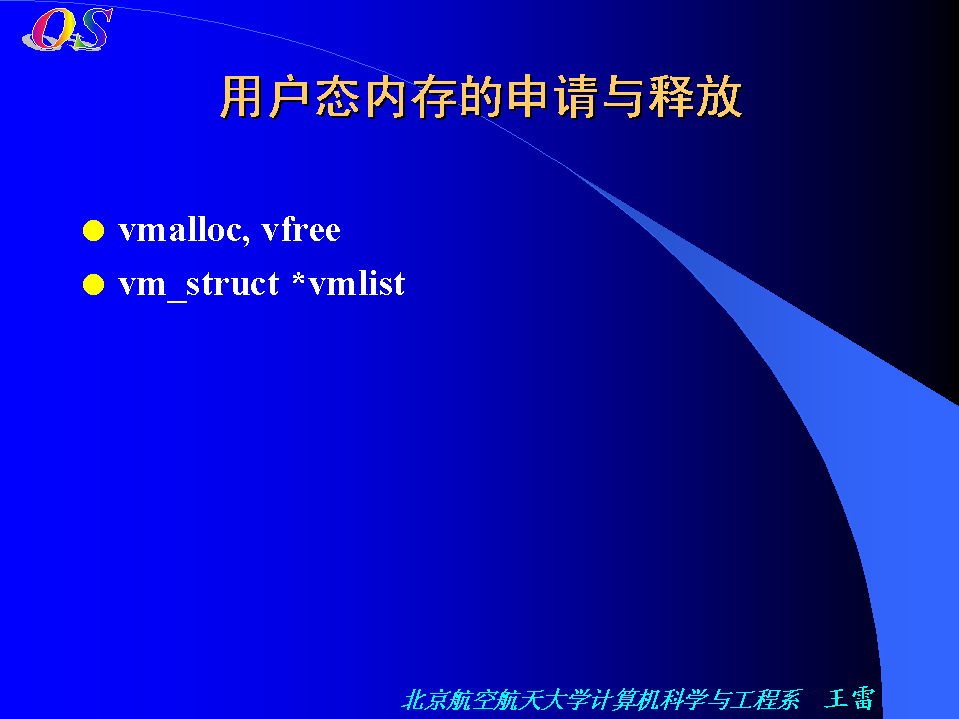 OS
用户态内存的申请与释放
vmalloc, vfree
vm_struct *vmlist
北京航空航天大学计算机科学与工程系 王雷